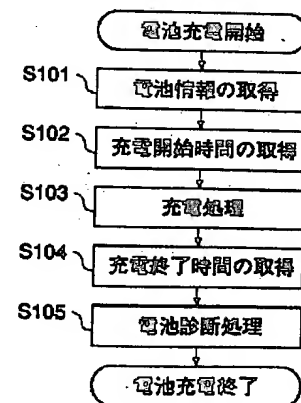 電池充電開始
S101
電池情報の取得
S102
充電開始時間の取得
S103
充電処理
S104
充電終了時間の取得
S105
電池診断処理
電池充電終了